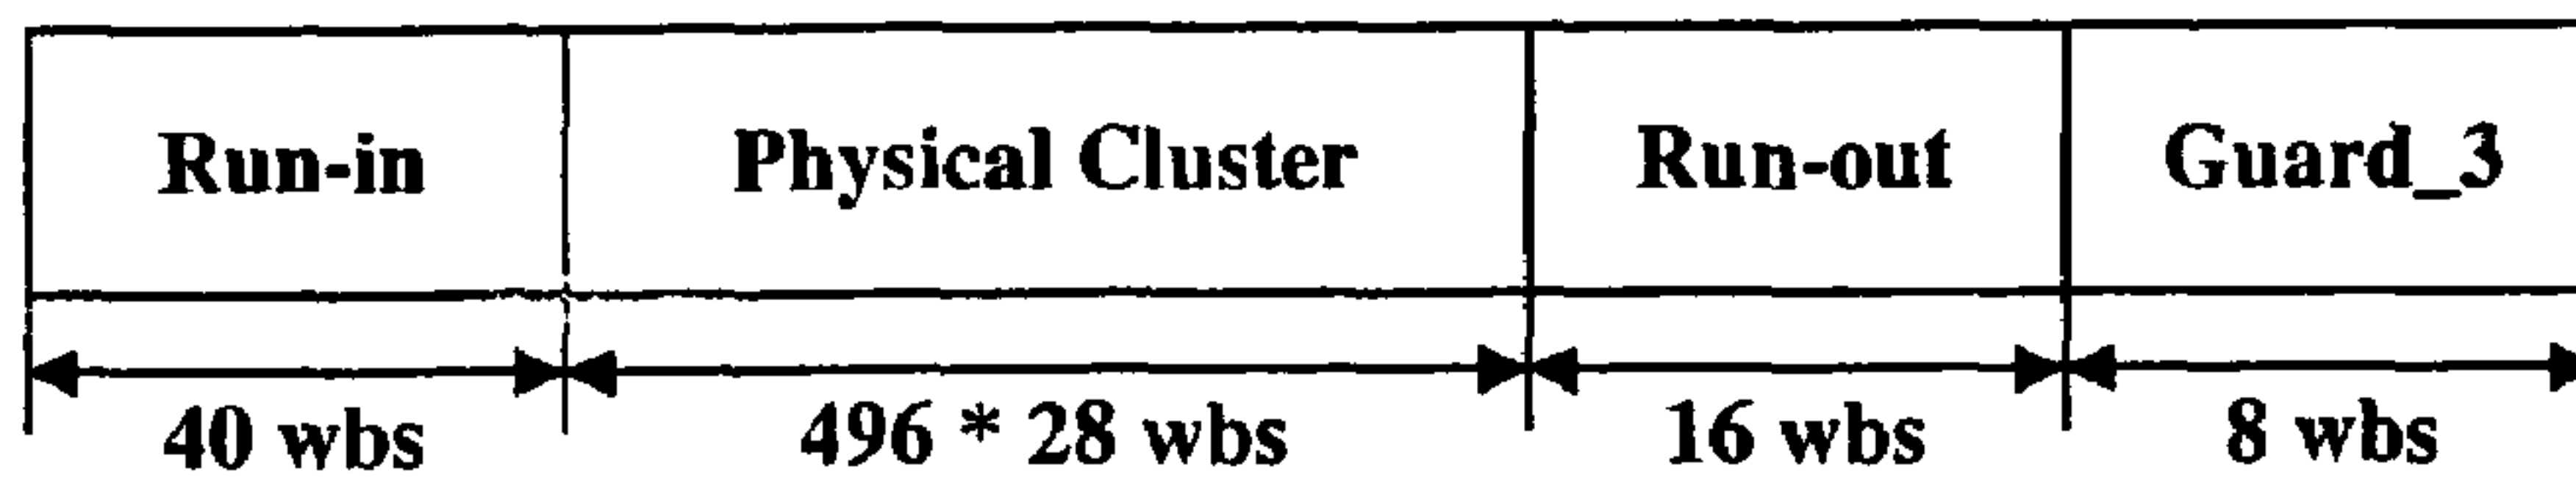 Run-in Physical Cluster Run-out Guard_3
40 wbs 496 * 28 wbs 16 wbs 8 wbs